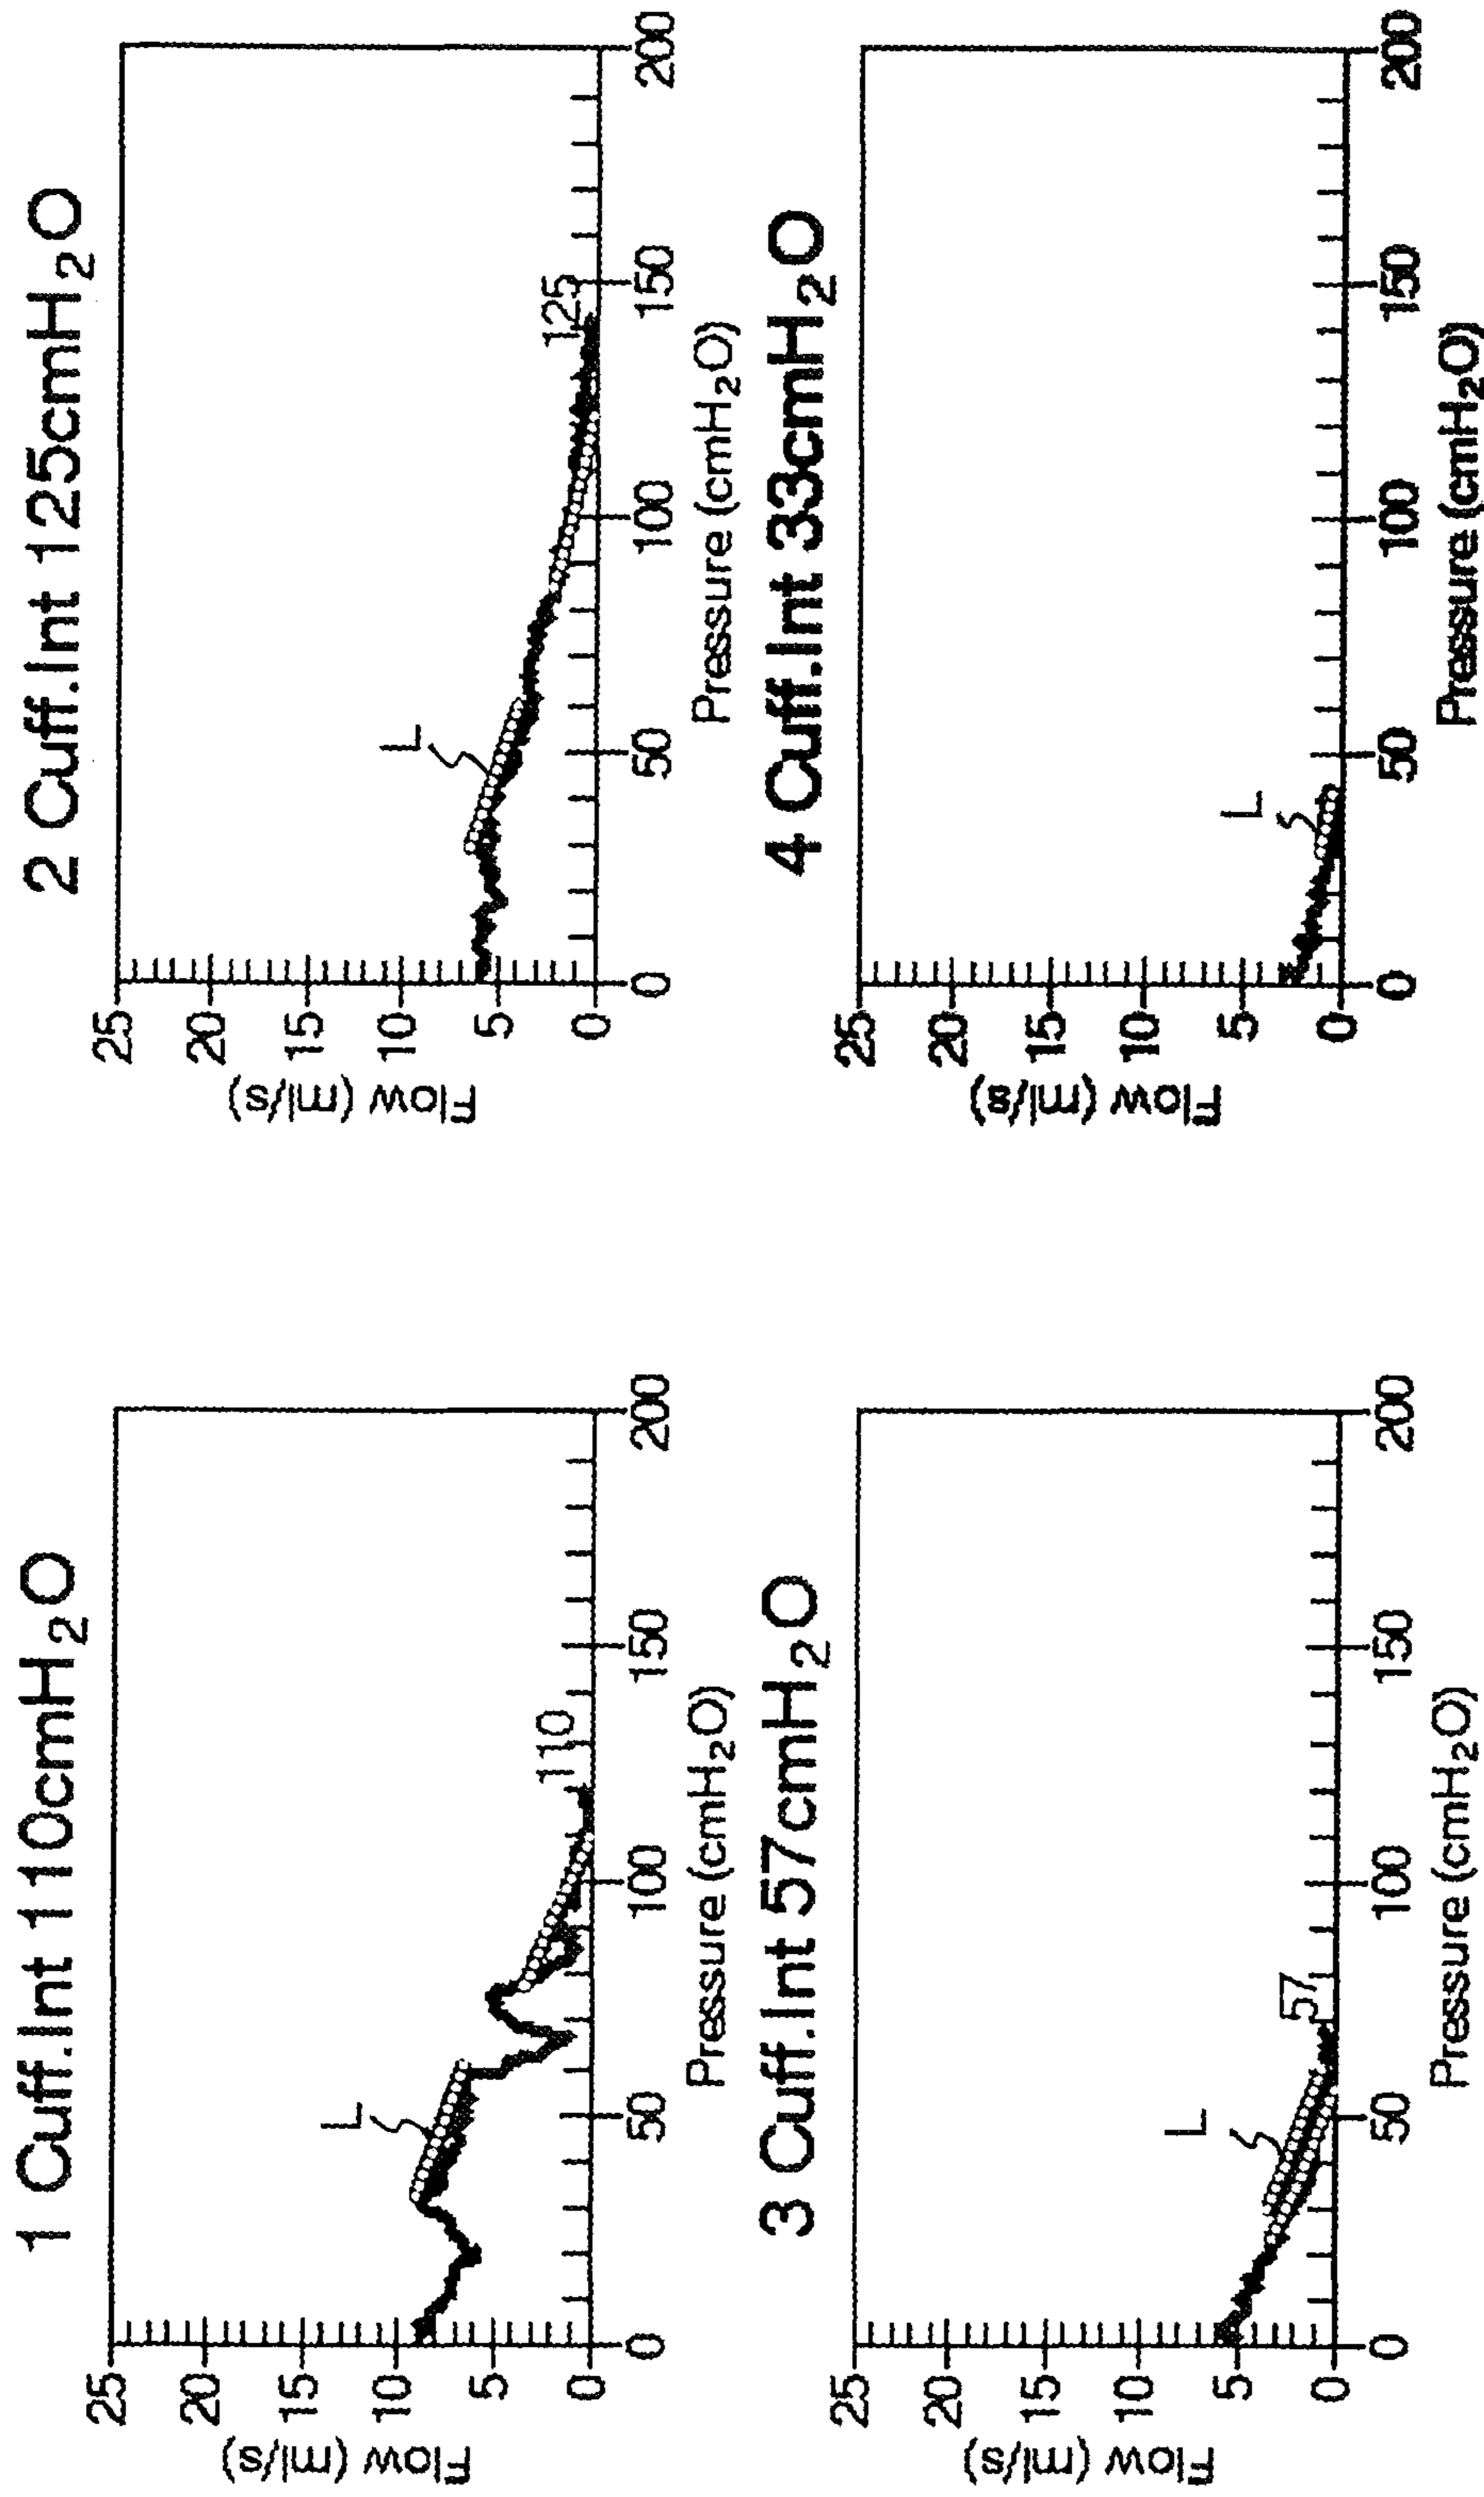 1 Cuff.Int 110cmH₂O
Flow (ml/s)
25
20
15
10
5
0
L
110
0
50
100
150
200
Pressure (cmH₂O)
2 Cuff.Int 125cmH₂O
Flow (ml/s)
25
20
15
10
5
0
L
125
0
50
100
150
200
Pressure (cmH₂O)
3 Cuff.Int 57cmH₂O
Flow (ml/s)
25
20
15
10
5
0
L
57
0
50
100
150
200
Pressure (cmH₂O)
4 Cuff.Int 33cmH₂O
Flow (ml/s)
25
20
15
10
5
0
L
0
50
100
150
200
Pressure (cmH₂O)